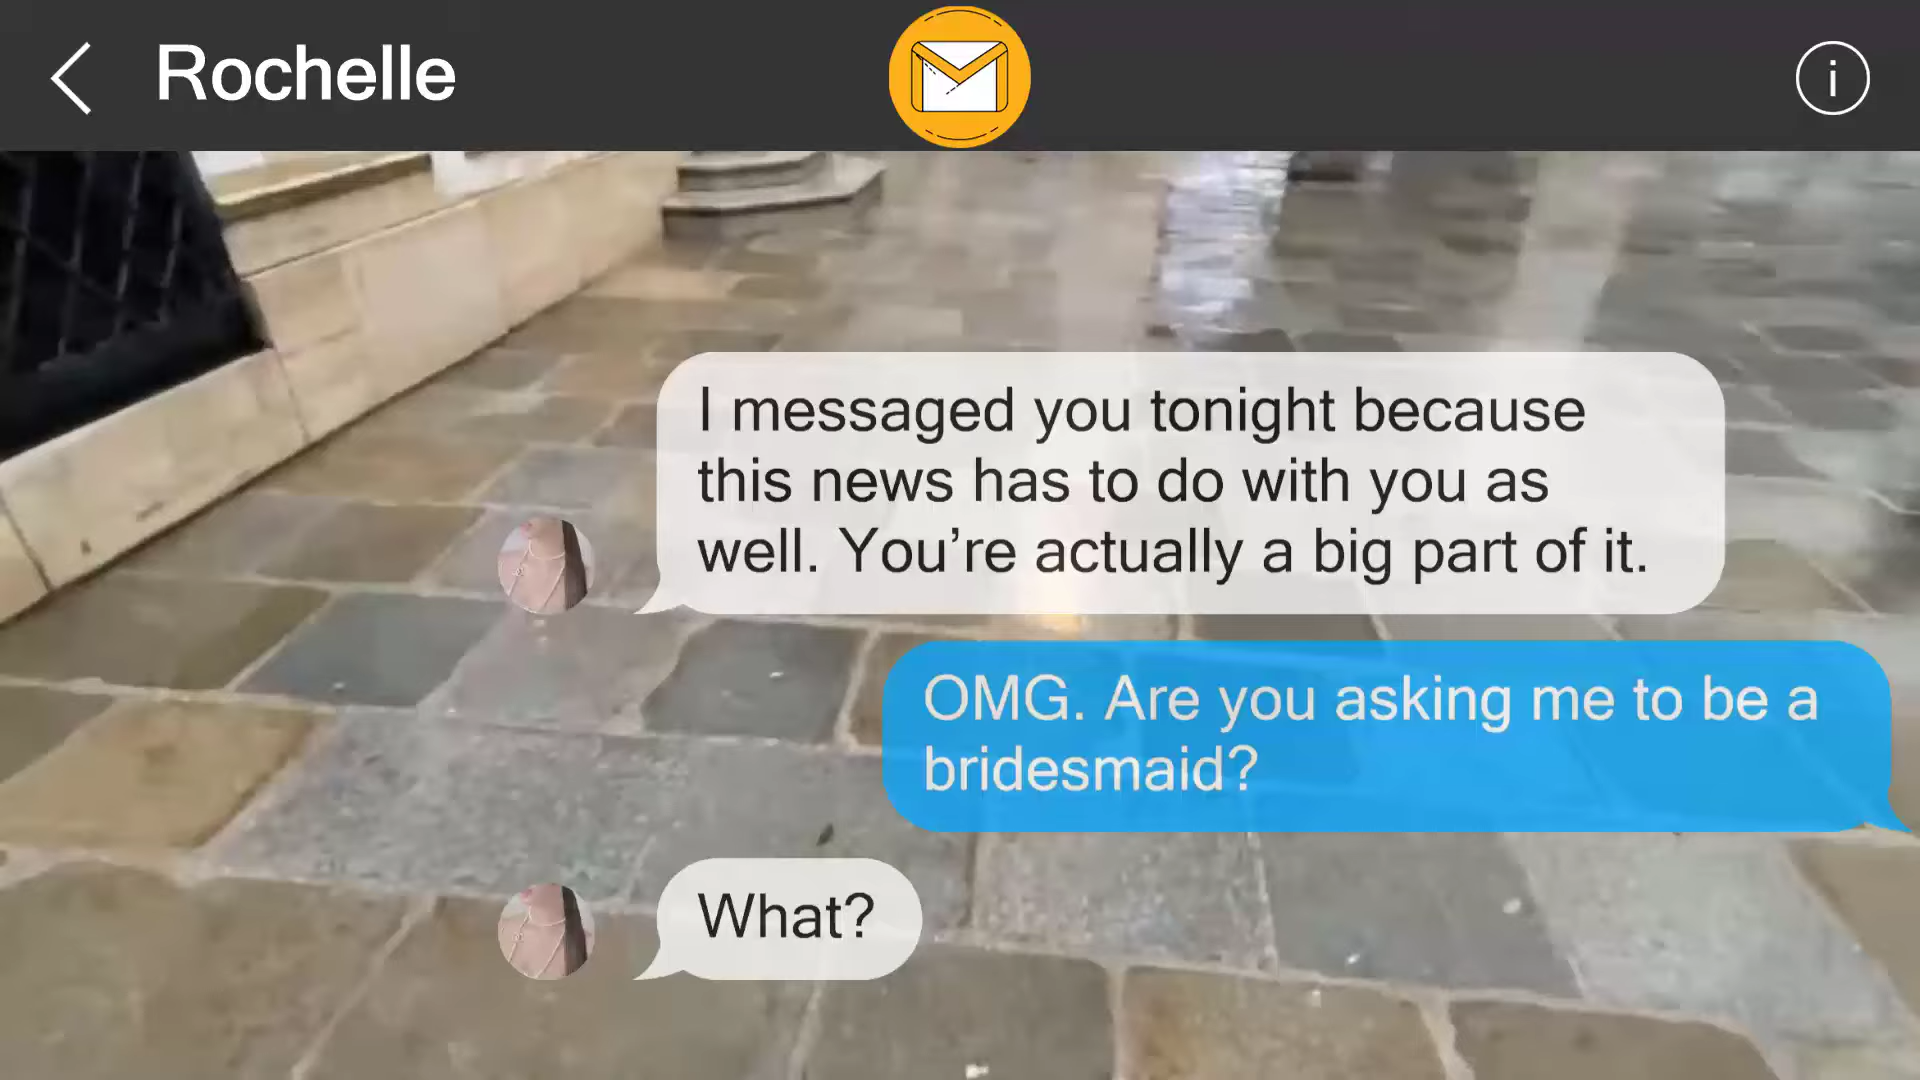 Rochelle
i
I messaged you tonight because
this news has to do with you as
well. You’re actually a big part of it.
OMG. Are you asking me to be a
bridesmaid?
What?